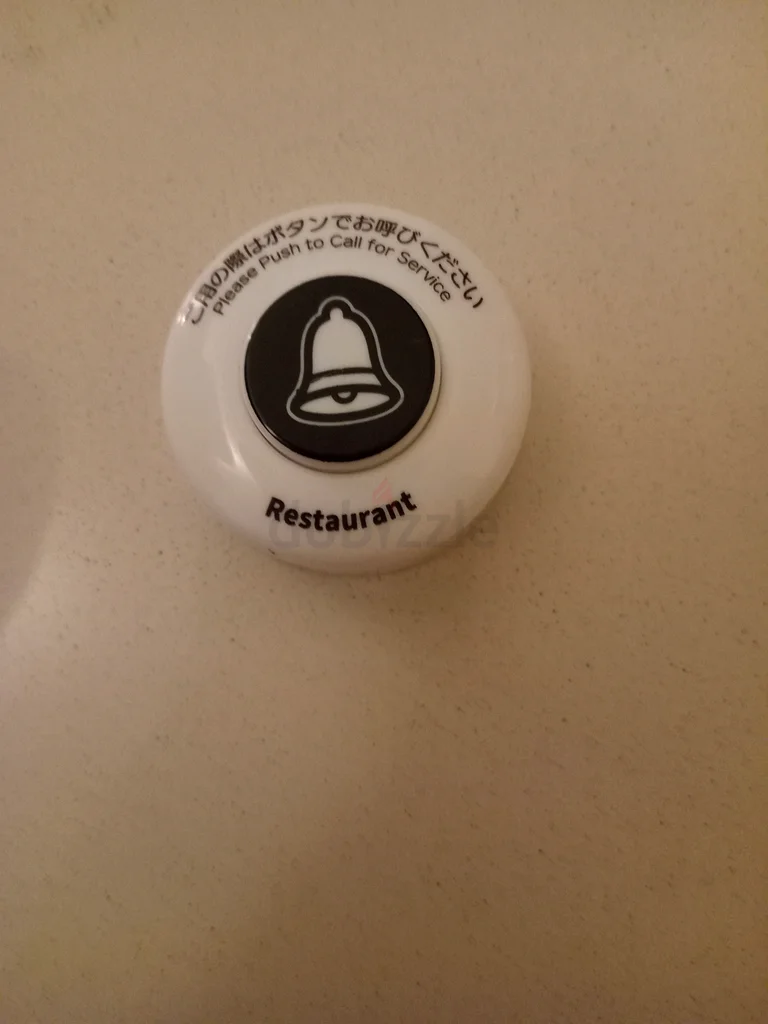 ご用の際はボタンでお呼びください
Please Push to Call for Service
Restaurant
dubizzle